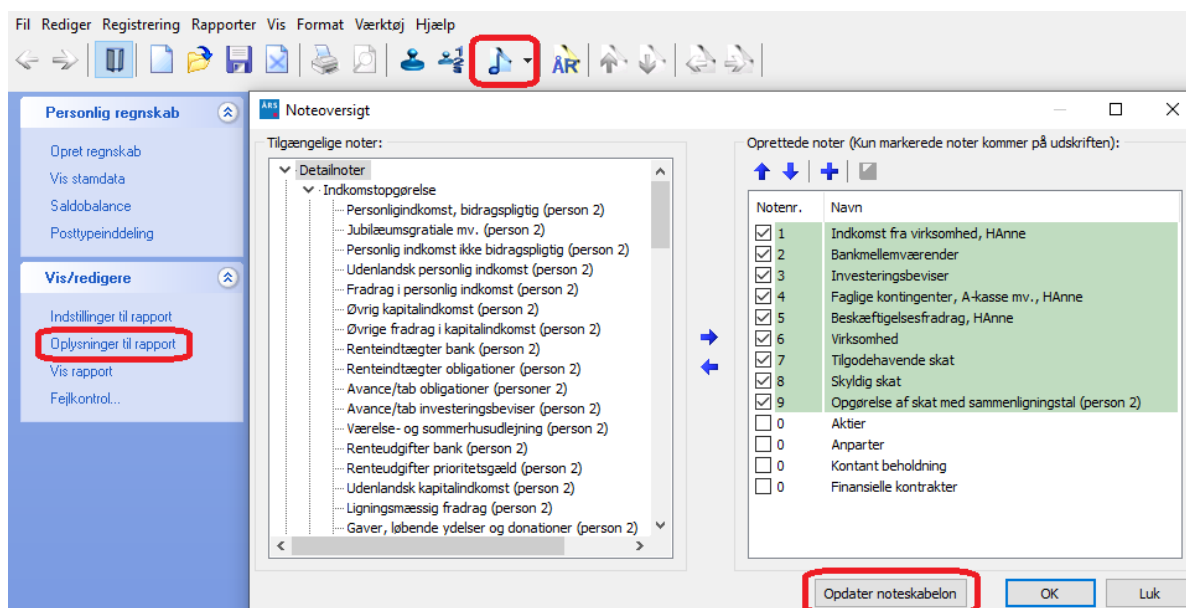 Fil Rediger Registrering Rapporter Vis Format Værktøj Hjælp
ÅR
Personlig regnskab
Opret regnskab
Vis stamdata
Saldobalance
Posttypeinddeling
Vis/redigere
Indstillinger til rapport
Oplysninger til rapport
Vis rapport
Fejlkontrol...
ÅRS Noteoversigt
Tilgængelige noter:
Detailnoter
Indkomstopgørelse
Personligindkomst, bidragspligtig (person 2)
Jubilæumsgratiale mv. (person 2)
Personlig indkomst ikke bidragspligtig (person 2)
Udenlandsk personlig indkomst (person 2)
Fradrag i personlig indkomst (person 2)
Øvrig kapitalindkomst (person 2)
Øvrige fradrag i kapitalindkomst (person 2)
Renteindtægter bank (person 2)
Renteindtægter obligationer (person 2)
Avance/tab obligationer (personer 2)
Avance/tab investeringsbeviser (person 2)
Værelse- og sommerhusudlejning (person 2)
Renteudgifter bank (person 2)
Renteudgifter prioritetsgæld (person 2)
Udenlandsk kapitalindkomst (person 2)
Ligningsmæssig fradrag (person 2)
Gaver, løbende ydelser og donationer (person 2)
Oprettede noter (Kun markerede noter kommer på udskriften):
Notenr. Navn
1 Indkomst fra virksomhed, HAnne
2 Bankmellemværender
3 Investeringsbeviser
4 Faglige kontingenter, A-kasse mv., HAnne
5 Beskæftigelsesfradrag, HAnne
6 Virksomhed
7 Tilgodehavende skat
8 Skyldig skat
9 Opgørelse af skat med sammenligningstal (person 2)
0 Aktier
0 Anparter
0 Kontant beholdning
0 Finansielle kontrakter
Opdater noteskabelon OK Luk